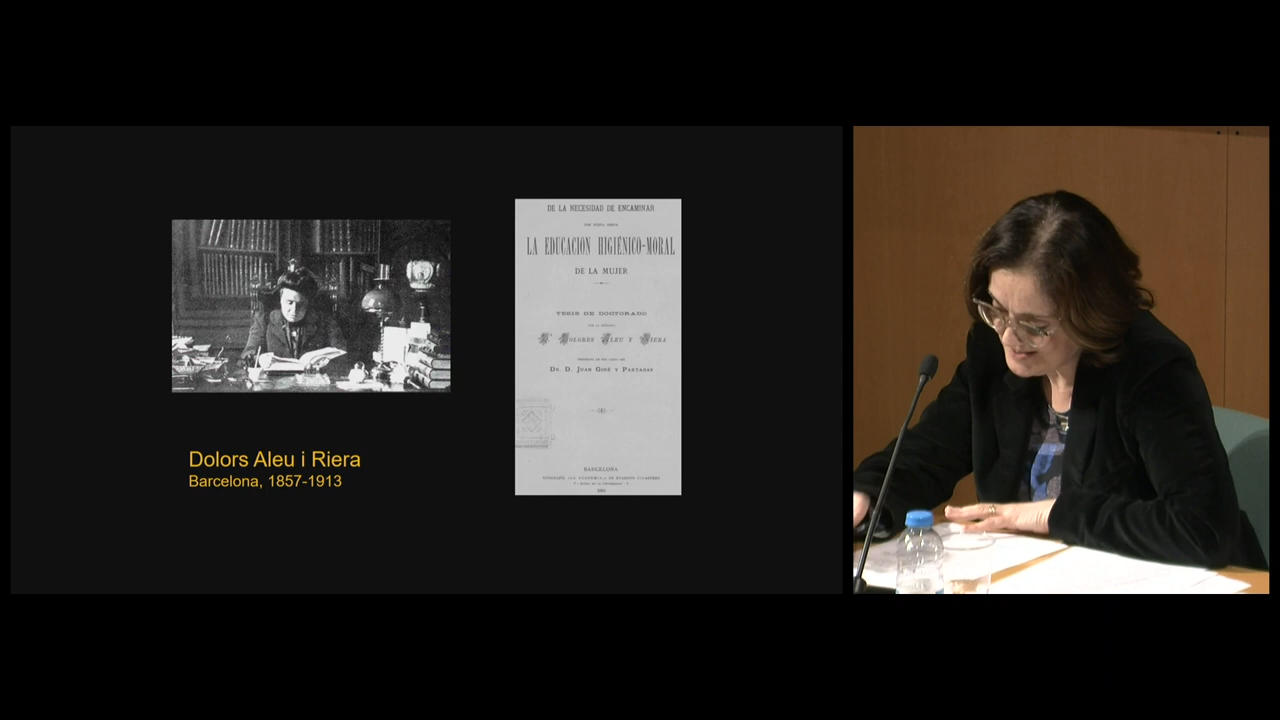 Dolors Aleu i Riera
Barcelona, 1857-1913
DE LA NECESIDAD DE ENCAMINAR
LA EDUCACION HIGIÉNICO-MORAL
DE LA MUJER
TESIS DE DOCTORADO
D.ª DOLORES ALEU Y RIERA
DR. D. JUAN GINÉ Y PARTAGAS
BARCELONA